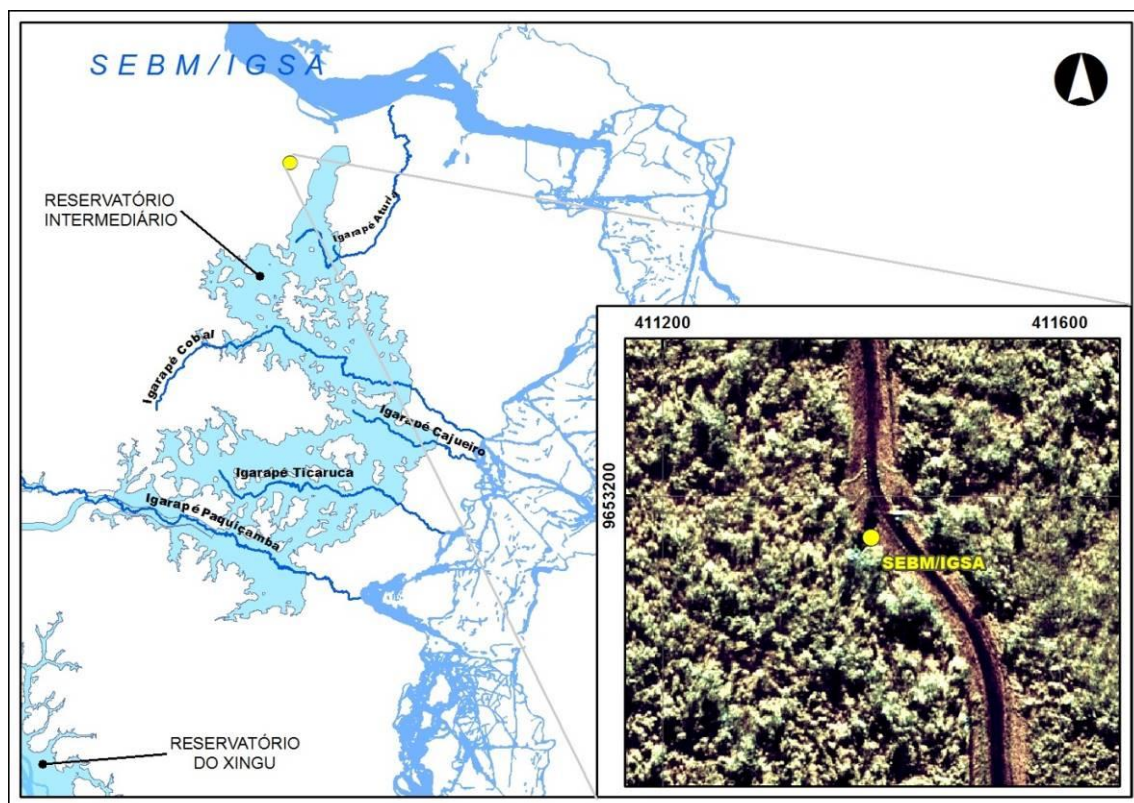 SEBM/IGSA
RESERVATÓRIO
INTERMEDIÁRIO
Igarapé Aturiá
Igarapé Cobal
Igarapé Cajueiro
Igarapé Ticaruca
Igarapé Paquiçamba
RESERVATÓRIO
DO XINGU
411200
411600
9653200
SEBM/IGSA